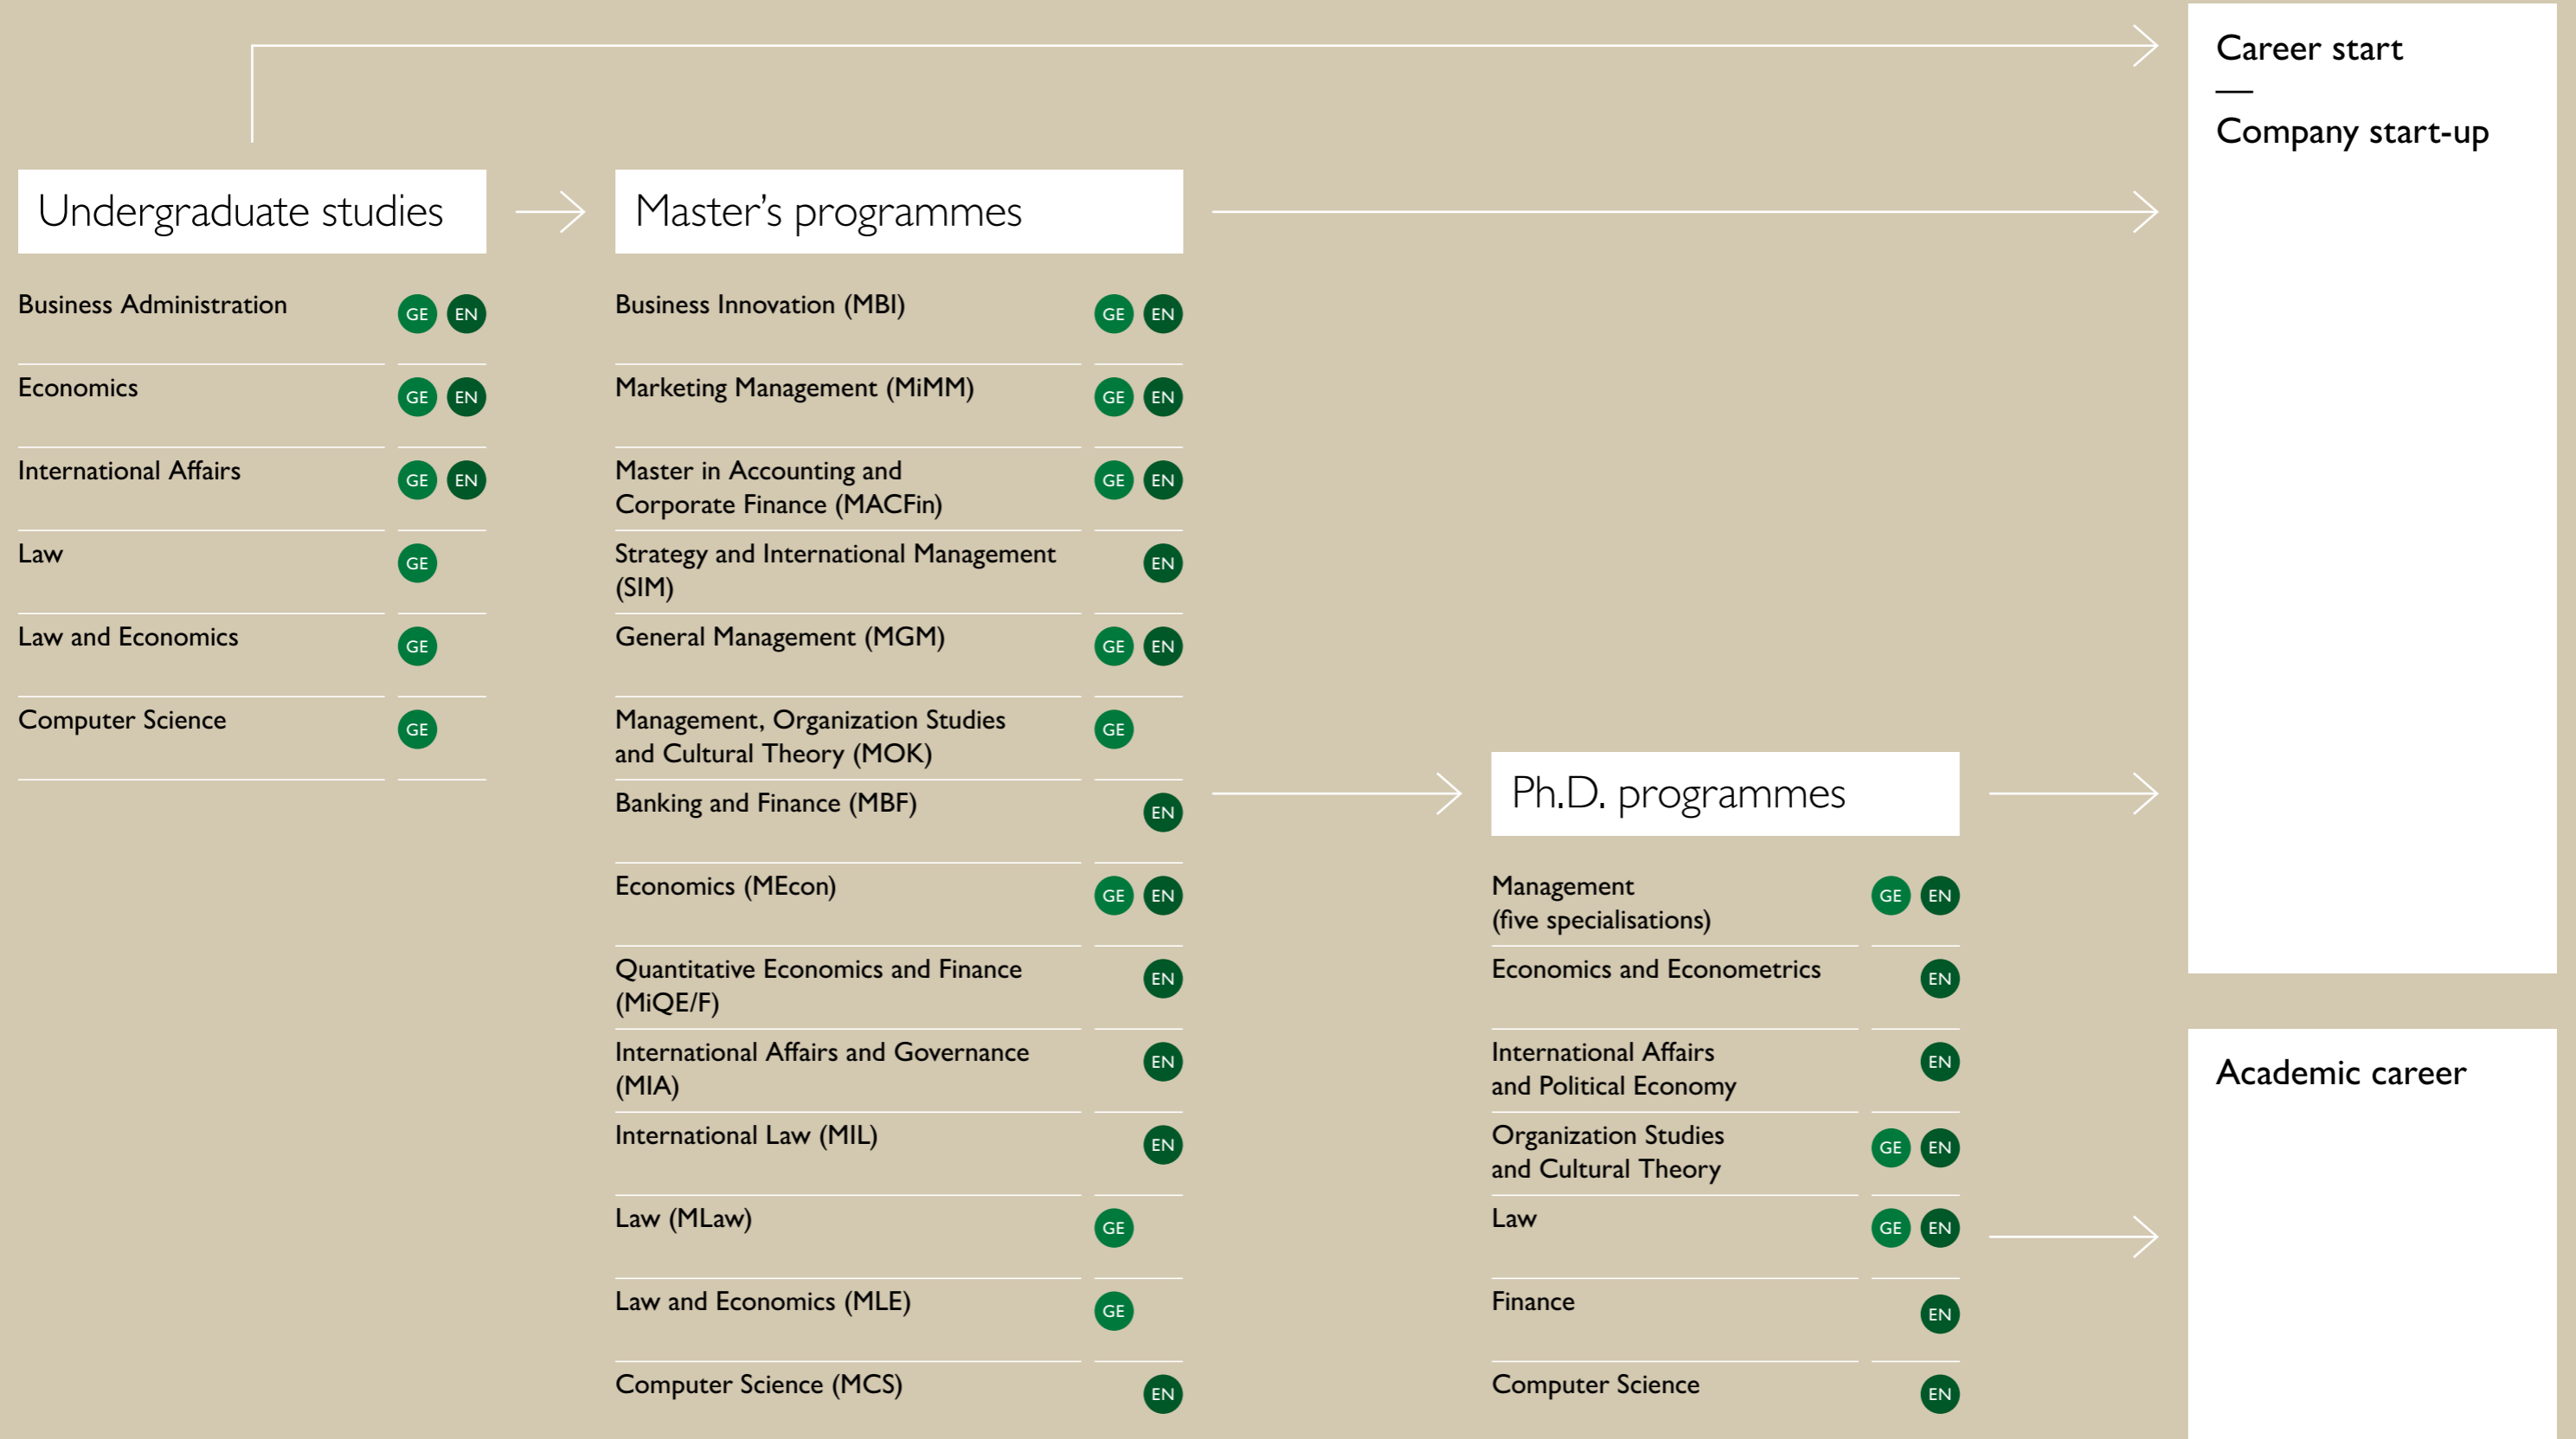 Career start
—
Company start-up
Undergraduate studies
Business Administration GE EN
Economics GE EN
International Affairs GE EN
Law GE
Law and Economics GE
Computer Science GE
Master’s programmes
Business Innovation (MBI) GE EN
Marketing Management (MiMM) GE EN
Master in Accounting and GE EN
Corporate Finance (MACFin)
Strategy and International Management EN
(SIM)
General Management (MGM) GE EN
Management, Organization Studies GE
and Cultural Theory (MOK)
Banking and Finance (MBF) EN
Economics (MEcon) GE EN
Quantitative Economics and Finance EN
(MiQE/F)
International Affairs and Governance EN
(MIA)
International Law (MIL) EN
Law (MLaw) GE
Law and Economics (MLE) GE
Computer Science (MCS) EN
Ph.D. programmes
Management GE EN
(five specialisations)
Economics and Econometrics EN
International Affairs EN
and Political Economy
Organization Studies GE EN
and Cultural Theory
Law GE EN
Finance EN
Computer Science EN
Academic career